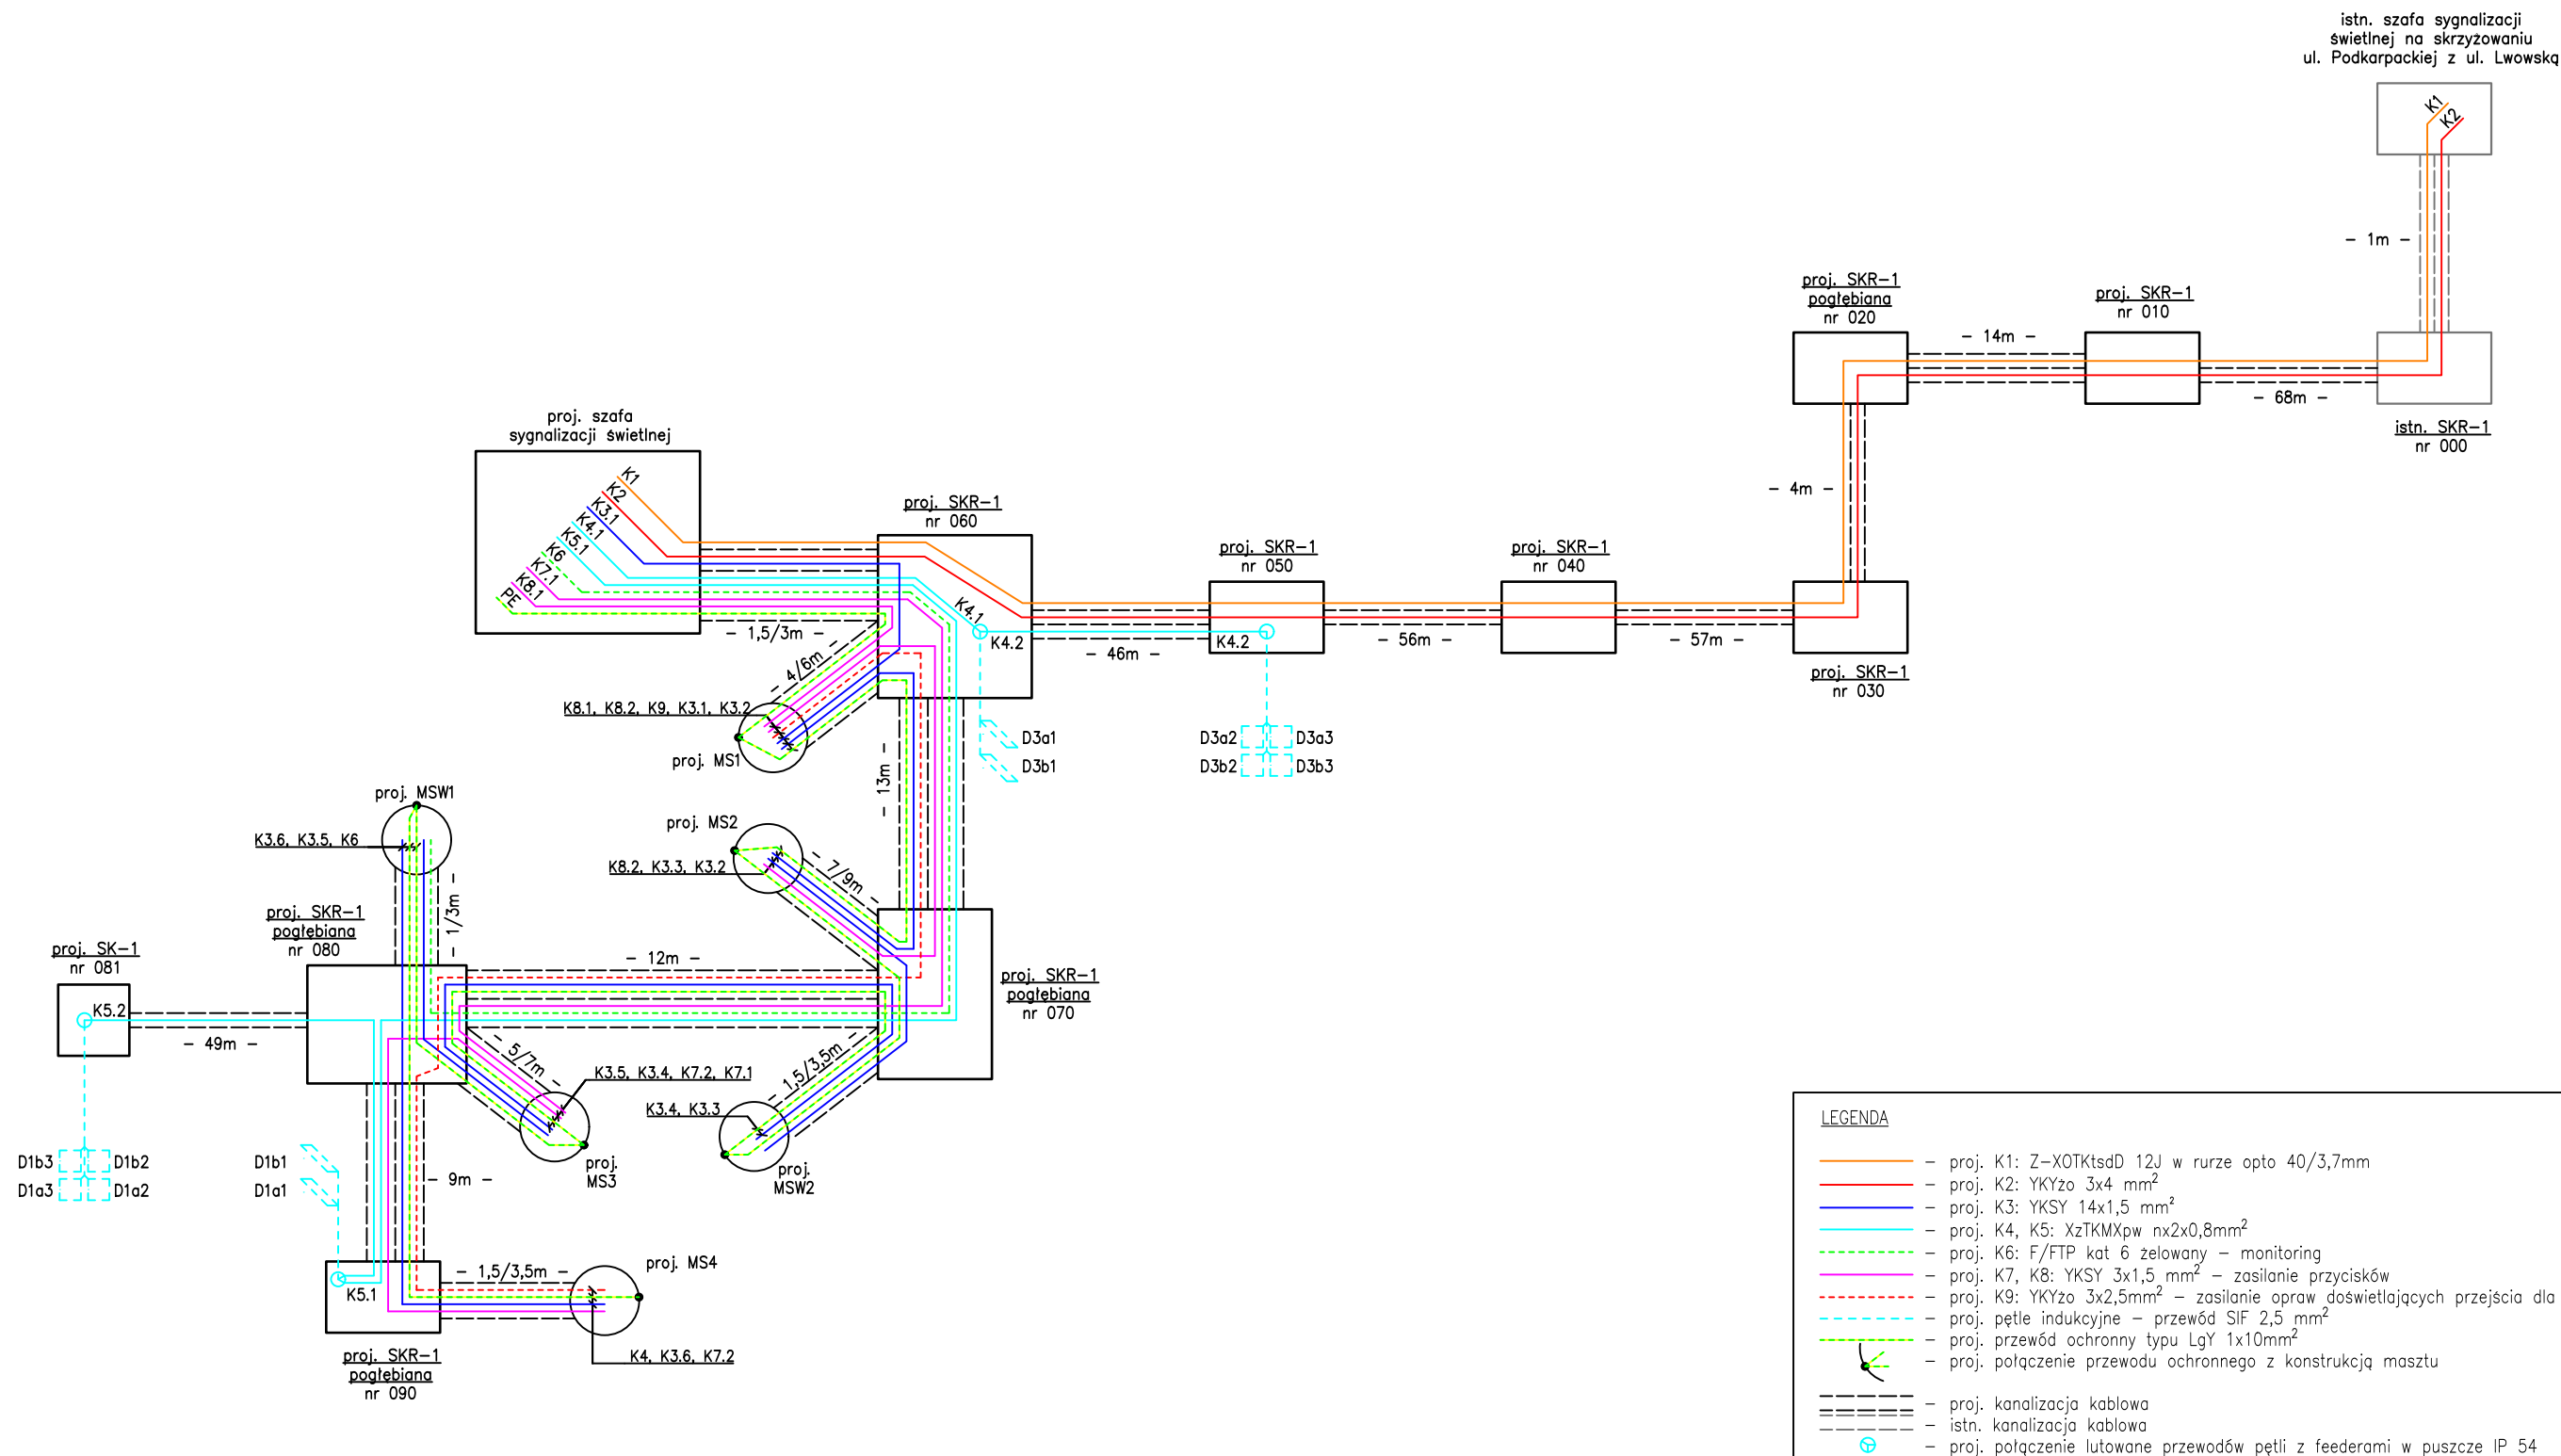 istn. szafa sygnalizacji
świetlnej na skrzyżowaniu
ul. Podkarpackiej z ul. Lwowską
K1
K2
- 1m -
proj. SKR-1
pogłębiana
nr 020
- 14m -
proj. SKR-1
nr 010
- 68m -
istn. SKR-1
nr 000
- 4m -
proj. szafa
sygnalizacji świetlnej
K1
K2
K3.1
K4.1
K5.1
K6
K7.1
K8.1
PE
- 1,5/3m -
proj. SKR-1
nr 060
K4.1
K4.2
- 46m -
proj. SKR-1
nr 050
K4.2
- 56m -
proj. SKR-1
nr 040
- 57m -
proj. SKR-1
nr 030
- 4/6m -
K8.1, K8.2, K9, K3.1, K3.2
proj. MS1
- 13m -
D3a1
D3b1
D3a2
D3a3
D3b2
D3b3
proj. MSW1
K3.6, K3.5, K6
- 1/3m -
proj. MS2
K8.2, K3.3, K3.2
- 7/9m -
proj. SKR-1
pogłębiana
nr 080
proj. SK-1
nr 081
K5.2
- 49m -
- 12m -
proj. SKR-1
pogłębiana
nr 070
- 5/7m -
K3.5, K3.4, K7.2, K7.1
proj.
MS3
- 1,5/3,5m -
K3.4, K3.3
proj.
MSW2
D1b3
D1b2
D1a3
D1a2
D1b1
D1a1
- 9m -
K5.1
- 1,5/3,5m -
proj. MS4
K4, K3.6, K7.2
proj. SKR-1
pogłębiana
nr 090
LEGENDA
- proj. K1: Z-XOTKtsdD 12J w rurze opto 40/3,7mm
- proj. K2: YKYżo 3x4 mm²
- proj. K3: YKSY 14x1,5 mm²
- proj. K4, K5: XzTKMXpw nx2x0,8mm²
- proj. K6: F/FTP kat 6 żelowany - monitoring
- proj. K7, K8: YKSY 3x1,5 mm² - zasilanie przycisków
- proj. K9: YKYżo 3x2,5mm² - zasilanie opraw doświetlających przejścia dla
- proj. pętle indukcyjne - przewód SIF 2,5 mm²
- proj. przewód ochronny typu LgY 1x10mm²
- proj. połączenie przewodu ochronnego z konstrukcją masztu
- proj. kanalizacja kablowa
- istn. kanalizacja kablowa
- proj. połączenie lutowane przewodów pętli z feederami w puszcze IP 54